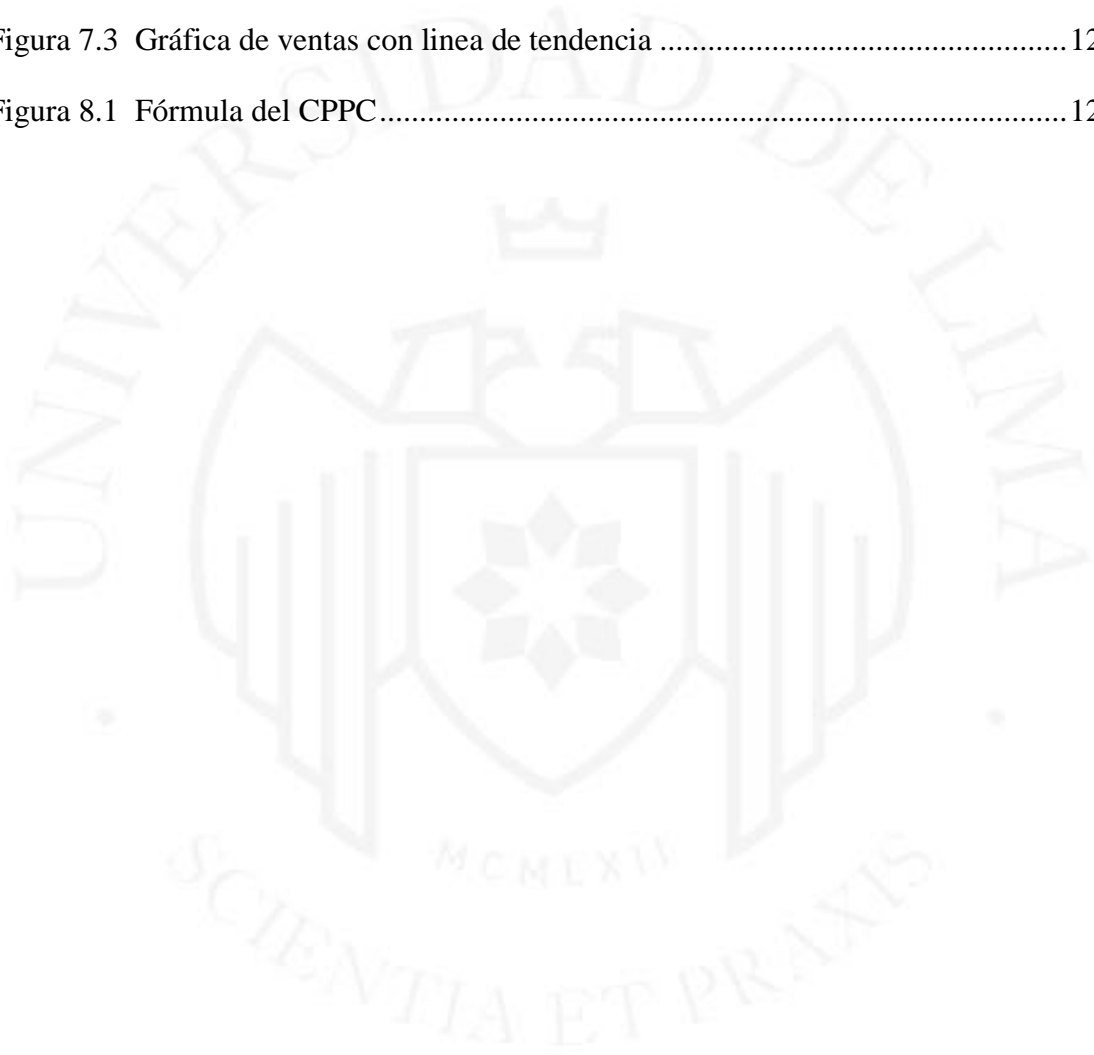 Figura 7.3 Gráfica de ventas con linea de tendencia ................................................... 12
Figura 8.1 Fórmula del CPPC....................................................................................... 12
UNIVERSIDAD DE LIMA
MCMLXII
SCIENTIA ET PRAXIS